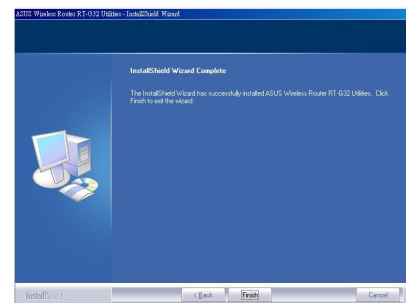 ASUS Wireless Router RT-G32 Utilities - InstallShield Wizard
InstallShield Wizard Complete
The InstallShield Wizard has successfully installed ASUS Wireless Router RT-G32 Utilities. Click
Finish to exit the wizard.
InstallShield
< Back
Finish
Cancel